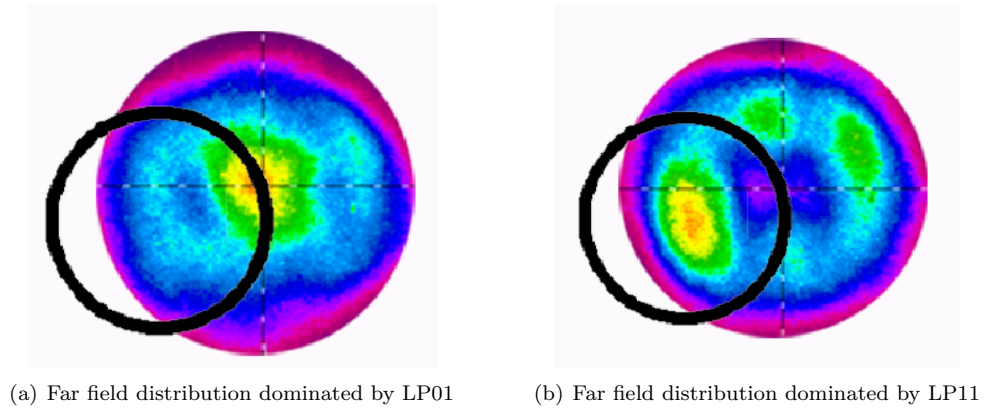 (a) Far field distribution dominated by LP01
(b) Far field distribution dominated by LP11